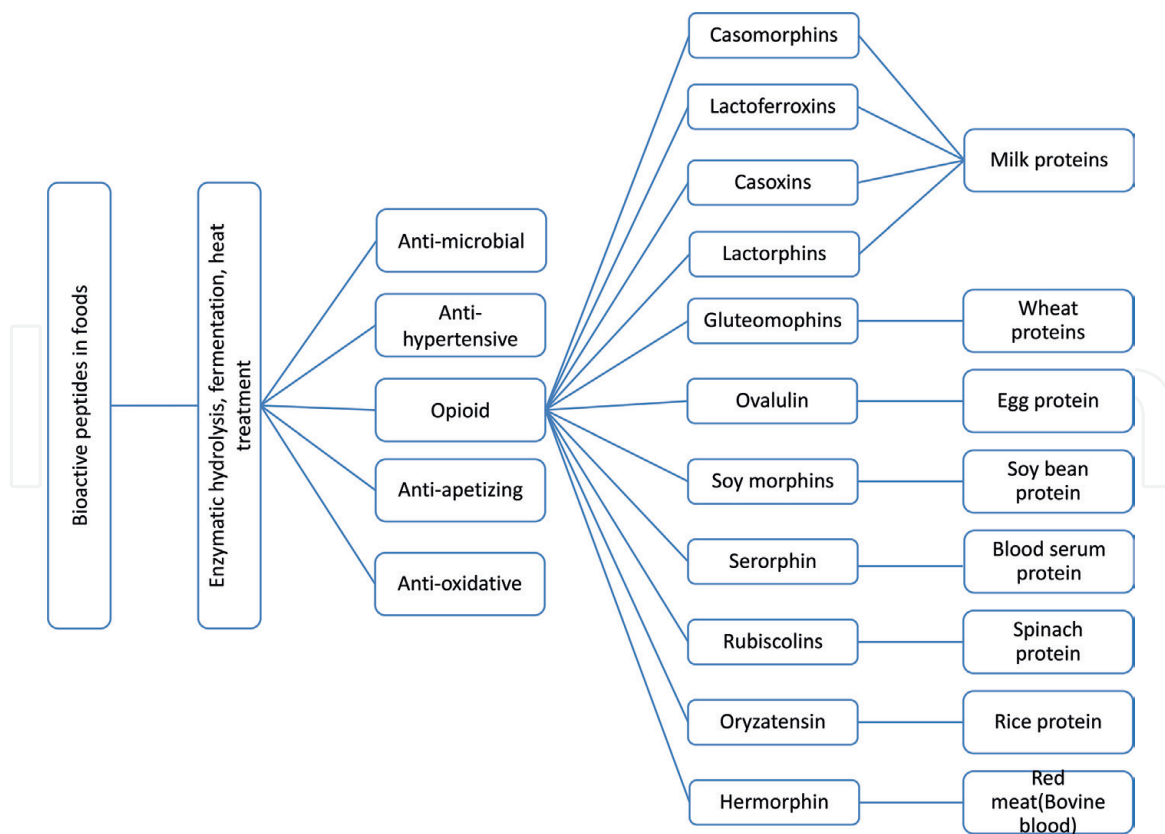 Bioactive peptides in foods
Enzymatic hydrolysis, fermentation, heat
treatment
Anti-microbial
Anti-
hypertensive
Opioid
Anti-apetizing
Anti-oxidative
Casomorphins
Lactoferroxins
Casoxins
Lactorphins
Gluteomophins
Ovalulin
Soy morphins
Serorphin
Rubiscolins
Oryzatensin
Hermorphin
Milk proteins
Wheat
proteins
Egg protein
Soy bean
protein
Blood serum
protein
Spinach
protein
Rice protein
Red
meat(Bovine
blood)